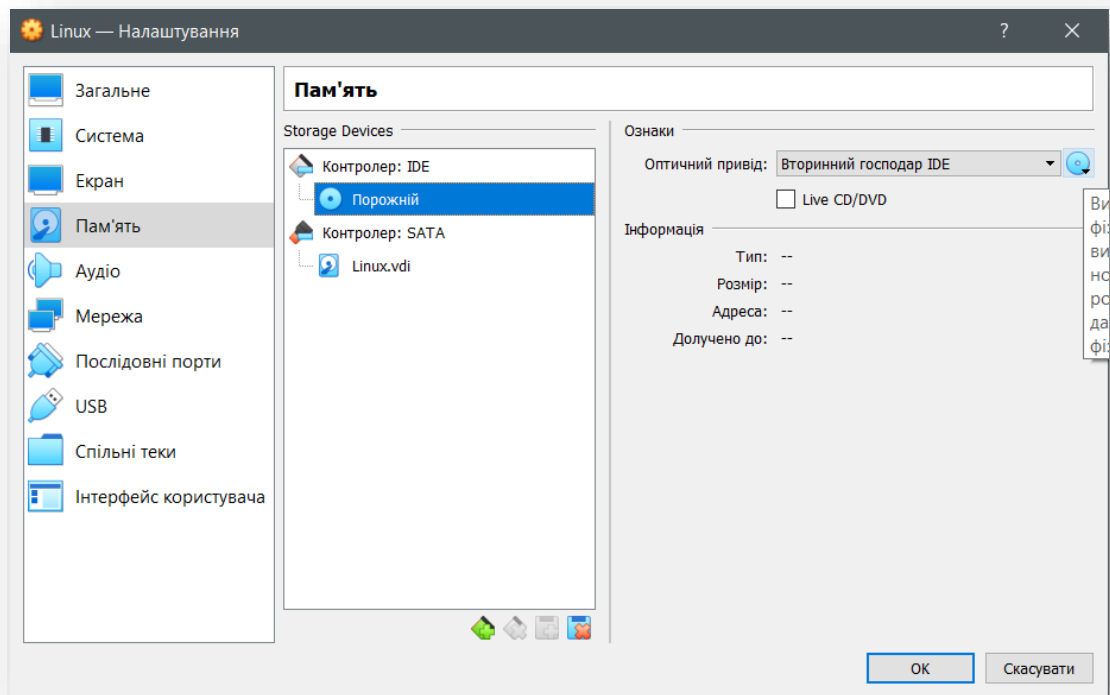 Linux — Налаштування
?
Загальне
Система
Екран
Пам'ять
Аудіо
Мережа
Послідовні порти
USB
Спільні теки
Інтерфейс користувача
Пам'ять
Storage Devices
Контролер: IDE
Порожній
Контролер: SATA
Linux.vdi
Ознаки
Оптичний привід: Вторинний господар IDE
Live CD/DVD
Інформація
Тип: --
Розмір: --
Адреса: --
Долучено до: --
OK
Скасувати